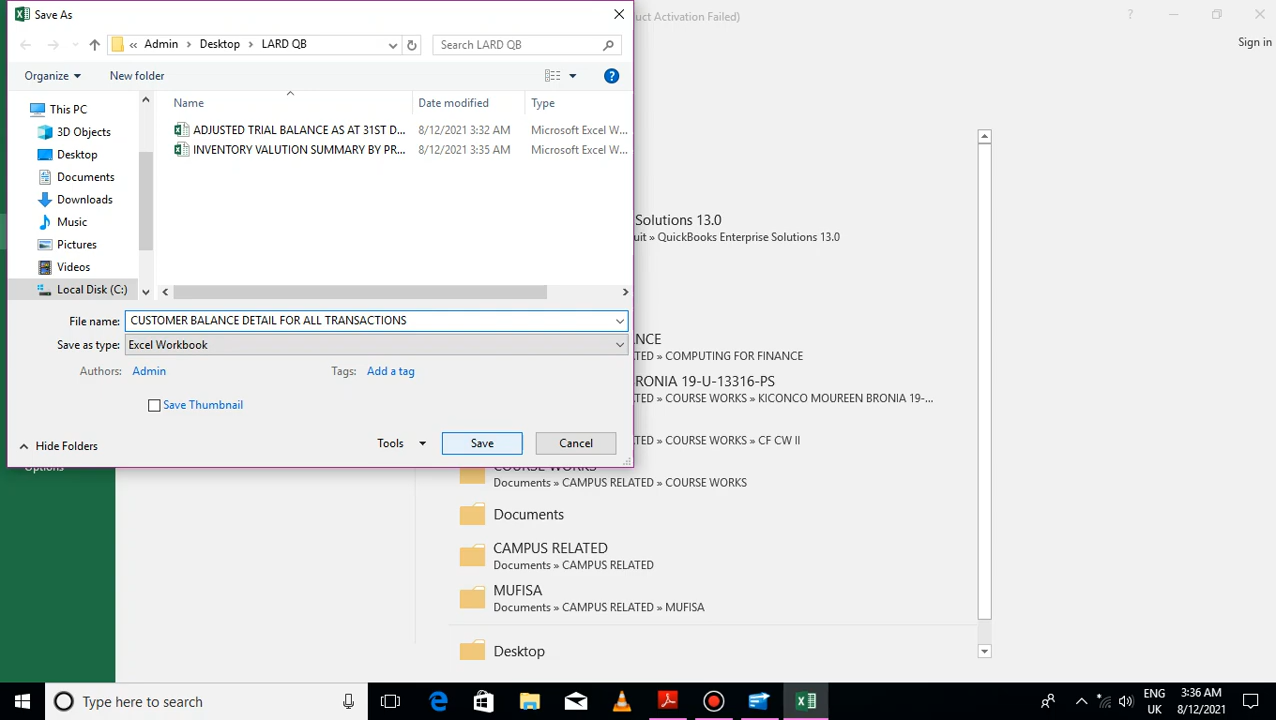 Save As
uct Activation Failed)
?
Sign in
« Admin > Desktop > LARD QB
Search LARD QB
Organize
New folder
?
Name
Date modified
Type
This PC
3D Objects
Desktop
Documents
Downloads
Music
Pictures
Videos
Local Disk (C:)
ADJUSTED TRIAL BALANCE AS AT 31ST D... 8/12/2021 3:32 AM Microsoft Excel W...
INVENTORY VALUTION SUMMARY BY PR... 8/12/2021 3:35 AM Microsoft Excel W...
File name: CUSTOMER BALANCE DETAIL FOR ALL TRANSACTIONS
Save as type: Excel Workbook
Authors: Admin
Tags: Add a tag
Save Thumbnail
Hide Folders
Tools
Save
Cancel
Solutions 13.0
uit » QuickBooks Enterprise Solutions 13.0
NCE
TED » COMPUTING FOR FINANCE
RONIA 19-U-13316-PS
TED » COURSE WORKS » KICONCO MOUREEN BRONIA 19-...
TED » COURSE WORKS » CF CW II
COURSE WORKS
Documents » CAMPUS RELATED » COURSE WORKS
Documents
CAMPUS RELATED
Documents » CAMPUS RELATED
MUFISA
Documents » CAMPUS RELATED » MUFISA
Desktop
Options
Type here to search
ENG
UK
3:36 AM
8/12/2021